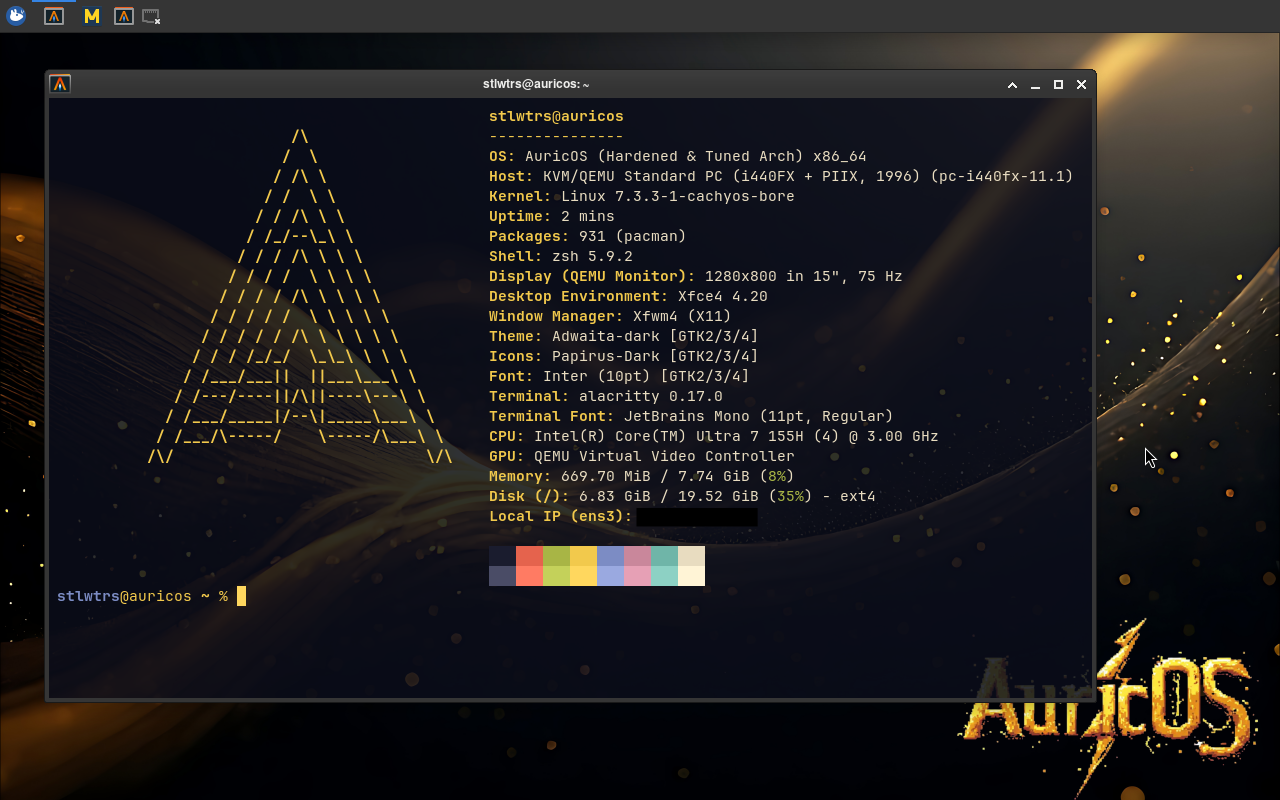 stlwtrs@auricos: ~
stlwtrs@auricos
---------------
OS: AuricOS (Hardened & Tuned Arch) x86_64
Host: KVM/QEMU Standard PC (i440FX + PIIX, 1996) (pc-i440fx-11.1)
Kernel: Linux 7.3.3-1-cachyos-bore
Uptime: 2 mins
Packages: 931 (pacman)
Shell: zsh 5.9.2
Display (QEMU Monitor): 1280x800 in 15", 75 Hz
Desktop Environment: Xfce4 4.20
Window Manager: Xfwm4 (X11)
Theme: Adwaita-dark [GTK2/3/4]
Icons: Papirus-Dark [GTK2/3/4]
Font: Inter (10pt) [GTK2/3/4]
Terminal: alacritty 0.17.0
Terminal Font: JetBrains Mono (11pt, Regular)
CPU: Intel(R) Core(TM) Ultra 7 155H (4) @ 3.00 GHz
GPU: QEMU Virtual Video Controller
Memory: 669.70 MiB / 7.74 GiB (8%)
Disk (/): 6.83 GiB / 19.52 GiB (35%) - ext4
Local IP (ens3):
stlwtrs@auricos ~ %
AuricOS